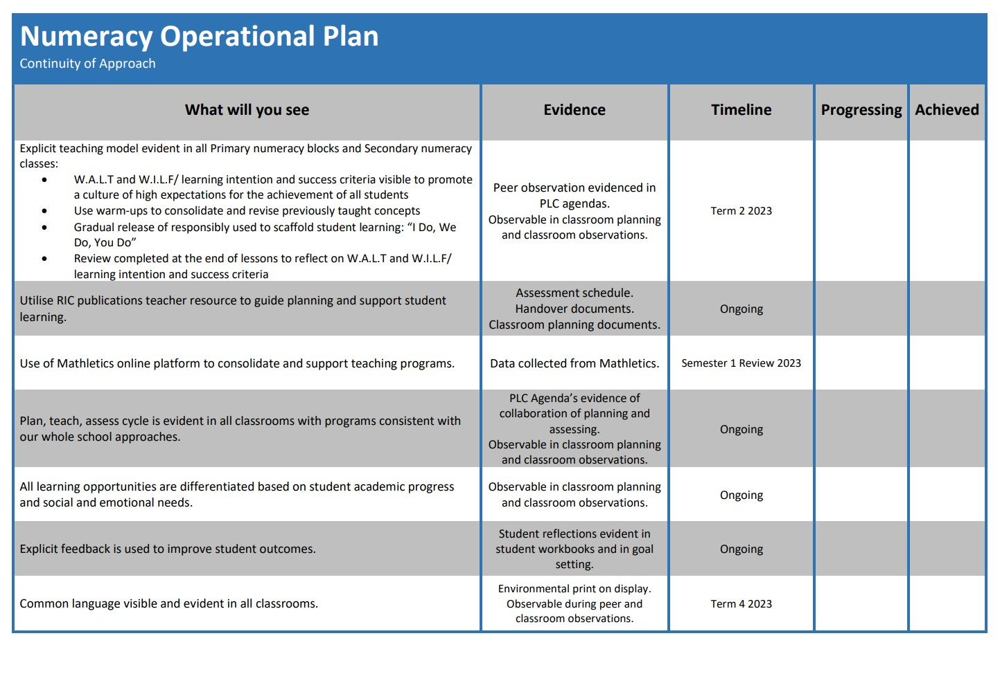 Numeracy Operational Plan
Continuity of Approach
What will you see
Evidence
Timeline
Progressing
Achieved
Explicit teaching model evident in all Primary numeracy blocks and Secondary numeracy
classes:
• W.A.L.T and W.I.L.F/ learning intention and success criteria visible to promote
a culture of high expectations for the achievement of all students
• Use warm-ups to consolidate and revise previously taught concepts
• Gradual release of responsibly used to scaffold student learning: “I Do, We
Do, You Do”
• Review completed at the end of lessons to reflect on W.A.L.T and W.I.L.F/
learning intention and success criteria
Peer observation evidenced in
PLC agendas.
Observable in classroom planning
and classroom observations.
Term 2 2023
Utilise RIC publications teacher resource to guide planning and support student
learning.
Assessment schedule.
Handover documents.
Classroom planning documents.
Ongoing
Use of Mathletics online platform to consolidate and support teaching programs.
Data collected from Mathletics.
Semester 1 Review 2023
Plan, teach, assess cycle is evident in all classrooms with programs consistent with
our whole school approaches.
PLC Agenda’s evidence of
collaboration of planning and
assessing.
Observable in classroom planning
and classroom observations.
Ongoing
All learning opportunities are differentiated based on student academic progress
and social and emotional needs.
Observable in classroom planning
and classroom observations.
Ongoing
Explicit feedback is used to improve student outcomes.
Student reflections evident in
student workbooks and in goal
setting.
Ongoing
Common language visible and evident in all classrooms.
Environmental print on display.
Observable during peer and
classroom observations.
Term 4 2023